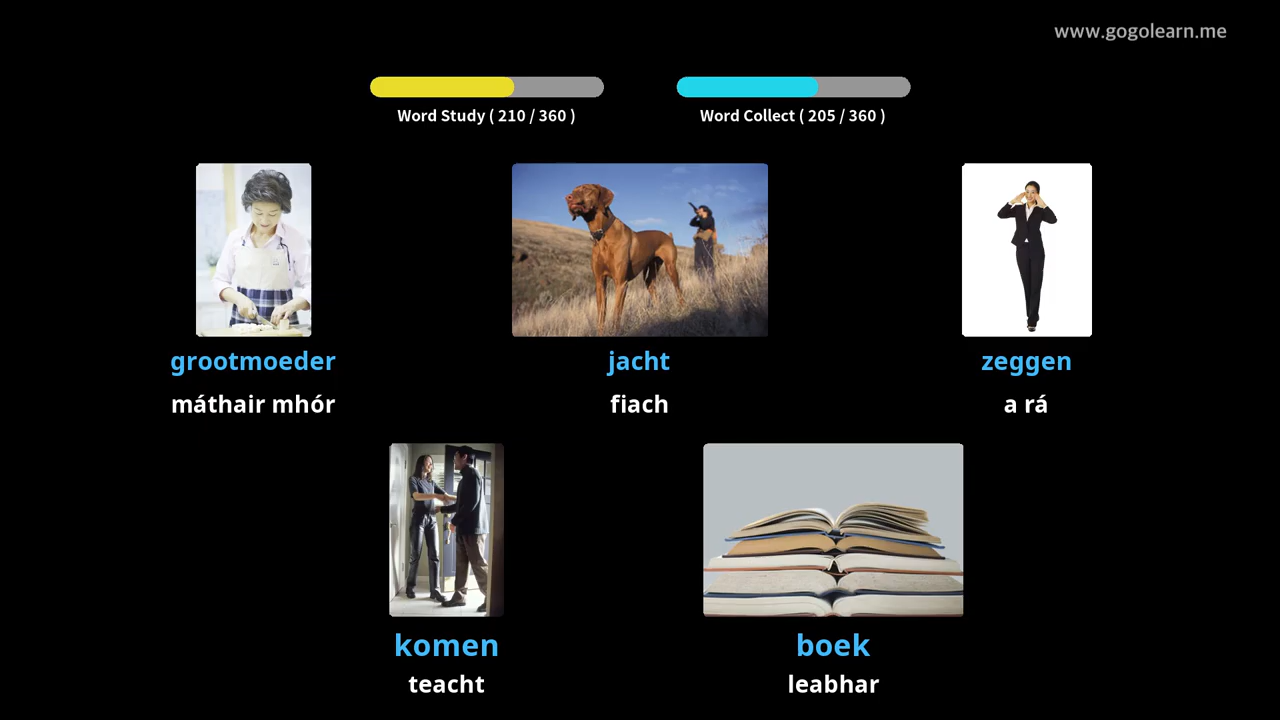 www.gogolearn.me
Word Study ( 210 / 360 )
Word Collect ( 205 / 360 )
grootmoeder
máthair mhór
jacht
fiach
zeggen
a rá
komen
teacht
boek
leabhar